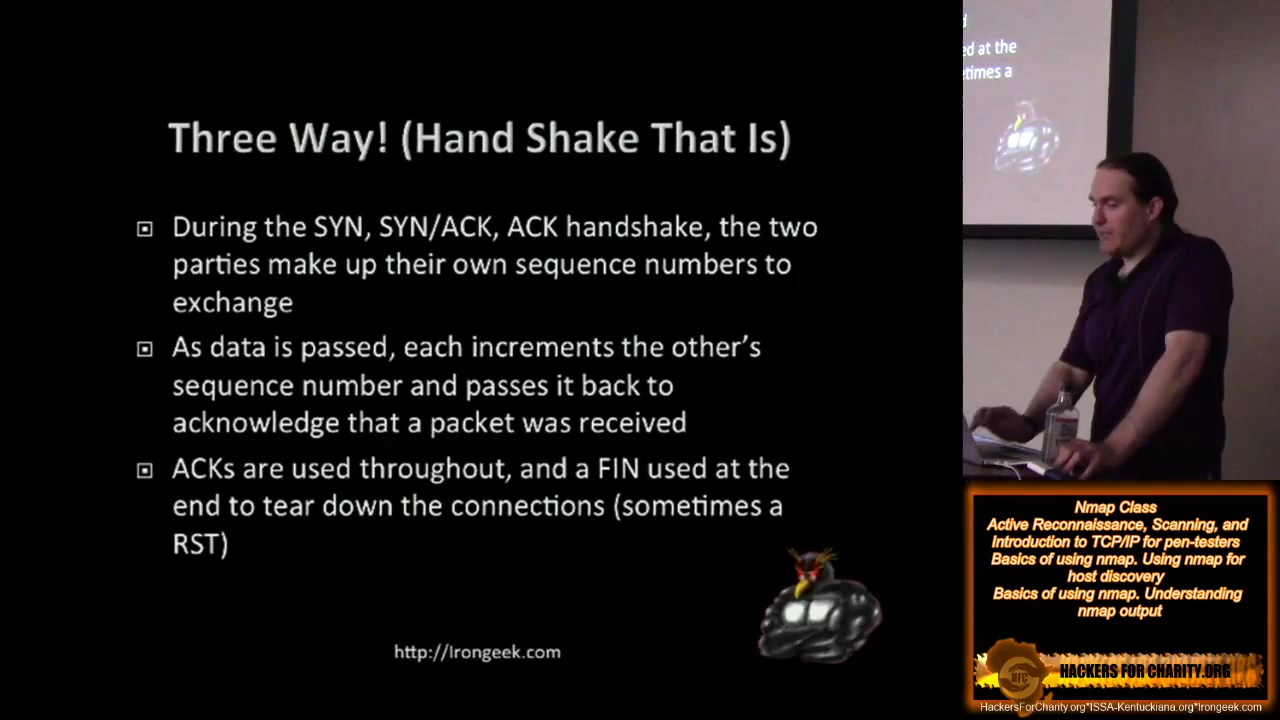 Three Way! (Hand Shake That Is)
During the SYN, SYN/ACK, ACK handshake, the two
parties make up their own sequence numbers to
exchange
As data is passed, each increments the other's
sequence number and passes it back to
acknowledge that a packet was received
ACKs are used throughout, and a FIN used at the
end to tear down the connections (sometimes a
RST)
http://Irongeek.com
ed at the
etimes a
Nmap Class
Active Reconnaissance, Scanning, and
Introduction to TCP/IP for pen-testers
Basics of using nmap. Using nmap for
host discovery
Basics of using nmap. Understanding
nmap output
HFC
HACKERS FOR CHARITY.ORG
HackersForCharity.org*ISSA-Kentuckiana.org*Irongeek.com